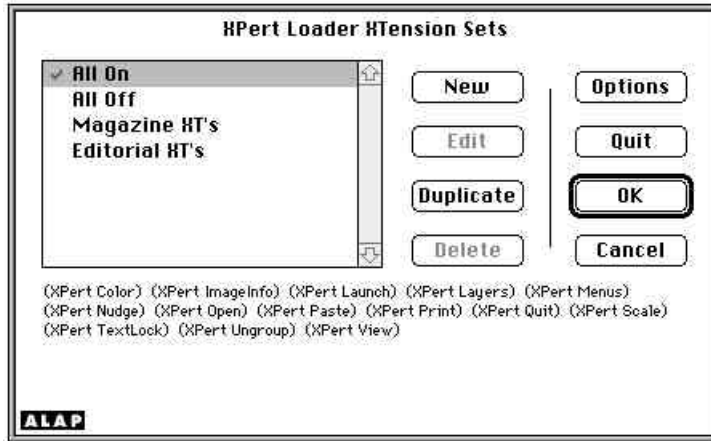 XPert Loader XTension Sets
All On
All Off
Magazine XT's
Editorial XT's
New
Edit
Duplicate
Delete
Options
Quit
OK
Cancel
(XPert Color) (XPert ImageInfo) (XPert Launch) (XPert Layers) (XPert Menus)
(XPert Nudge) (XPert Open) (XPert Paste) (XPert Print) (XPert Quit) (XPert Scale)
(XPert TextLock) (XPert Ungroup) (XPert View)
ALAP